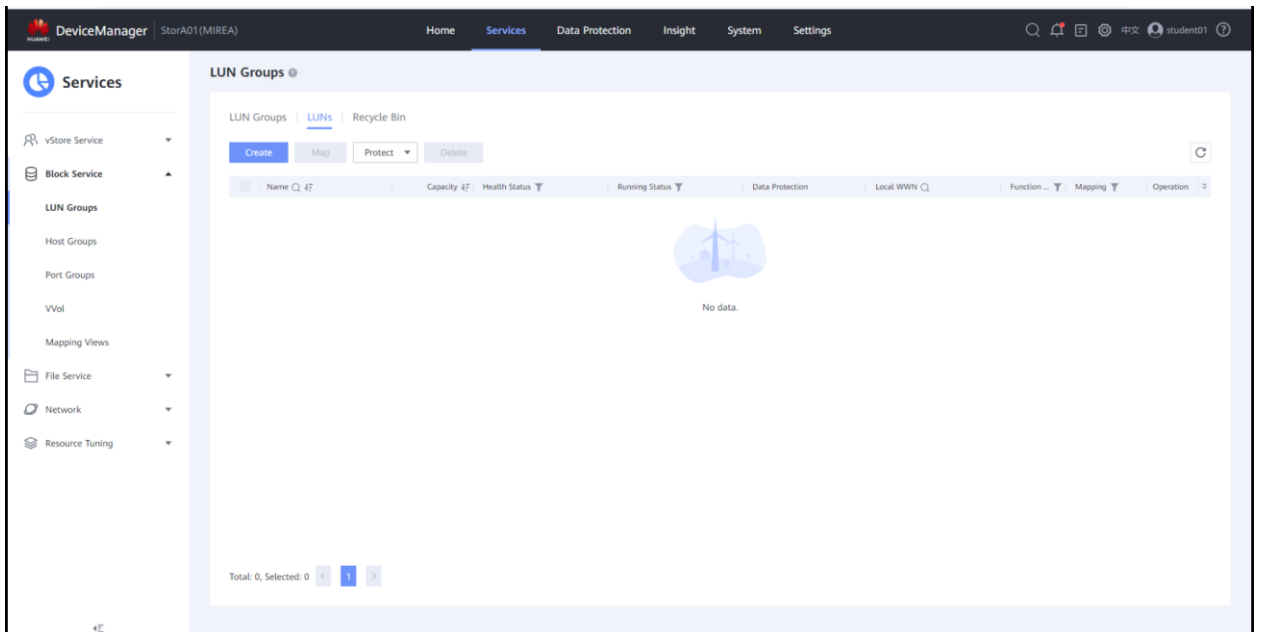 HUAWEI DeviceManager StorA01(MIREA) Home Services Data Protection Insight System Settings 中文 student01
Services
vStore Service
Block Service
LUN Groups
Host Groups
Port Groups
VVol
Mapping Views
File Service
Network
Resource Tuning
LUN Groups
LUN Groups LUNs Recycle Bin
Create Map Protect Delete
Name Capacity Health Status Running Status Data Protection Local WWN Function ... Mapping Operation
No data.
Total: 0, Selected: 0 < 1 >